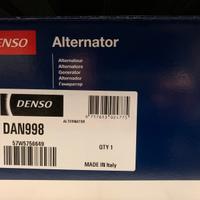 DENSO
Alternator
Alternateur
Alternatore
Generator
Alternador
Генератор
DENSO
ALTERNATOR
DAN998
57W5756649
QTY 1
MADE IN Italy